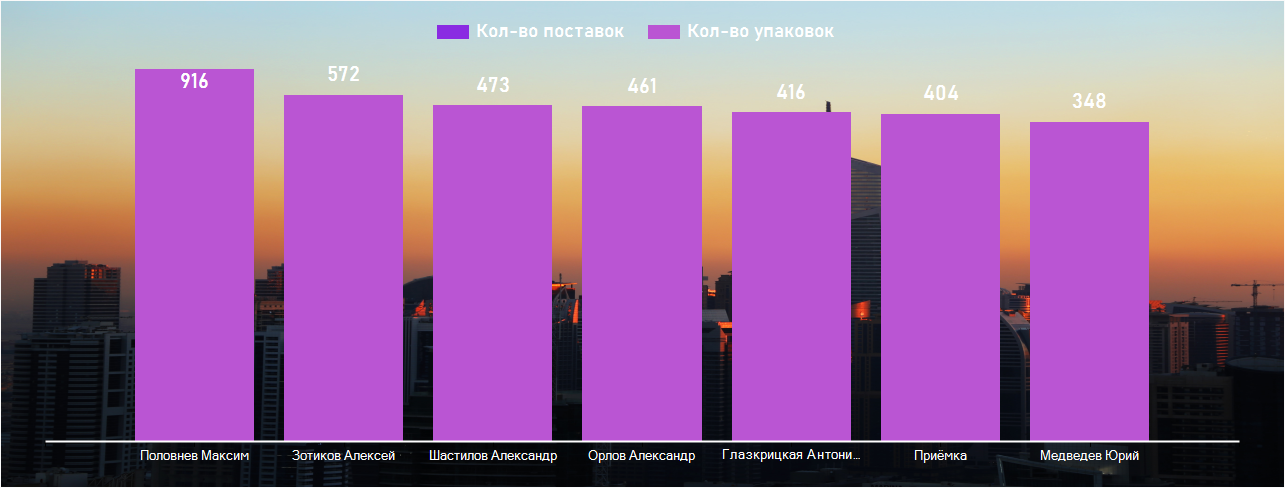 Кол-во поставок Кол-во упаковок
916 572 473 461 416 404 348
Половнев Максим Зотиков Алексей Шастилов Александр Орлов Александр Глазкрицкая Антони... Приёмка Медведев Юрий